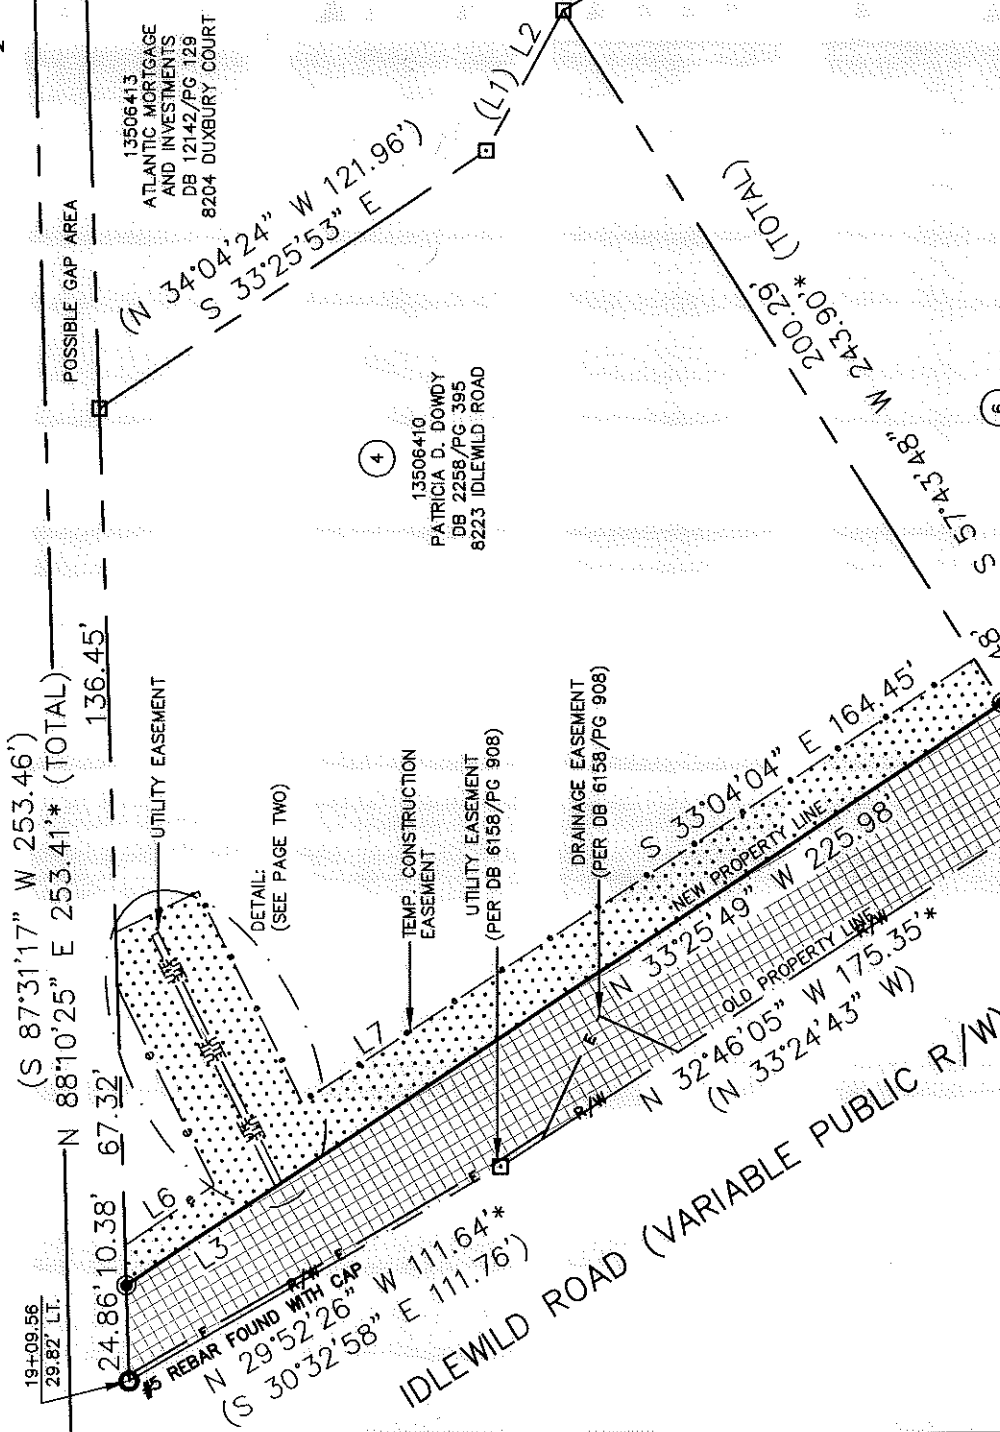 13506413
ATLANTIC MORTGAGE
AND INVESTMENTS
DB 12142/PG 129
8204 DUXBURY COURT
POSSIBLE GAP AREA
(N 34°04'24" W 121.96')
S 33°25'53" E
(L1) L2
200.29'
243.90'* (TOTAL)
S 57°43'48" W
4
13506410
PATRICIA D. DOWDY
DB 2258/PG 395
8223 IDLEWILD ROAD
(S 87°31'17" W 253.46')
N 88°10'25" E 253.41'* (TOTAL)
136.45'
67.32'
10.38'
24.86'
UTILITY EASEMENT
DETAIL:
(SEE PAGE TWO)
TEMP. CONSTRUCTION
EASEMENT
UTILITY EASEMENT
(PER DB 6158/PG 908)
DRAINAGE EASEMENT
(PER DB 6158/PG 908)
S 33°04'04" E 164.45'
L7
L6
L3
NEW PROPERTY LINE
N 33°25'49" W 225.98'
OLD PROPERTY LINE
R/W
R/W
R/W
E
E
E
E
N 32°46'05" W 175.35'*
(N 33°24'43" W)
19+09.56
29.82' LT.
#5 REBAR FOUND WITH CAP
N 29°52'26" W 111.64'*
(S 30°32'58" E 111.76')
IDLEWILD ROAD (VARIABLE PUBLIC R/W)